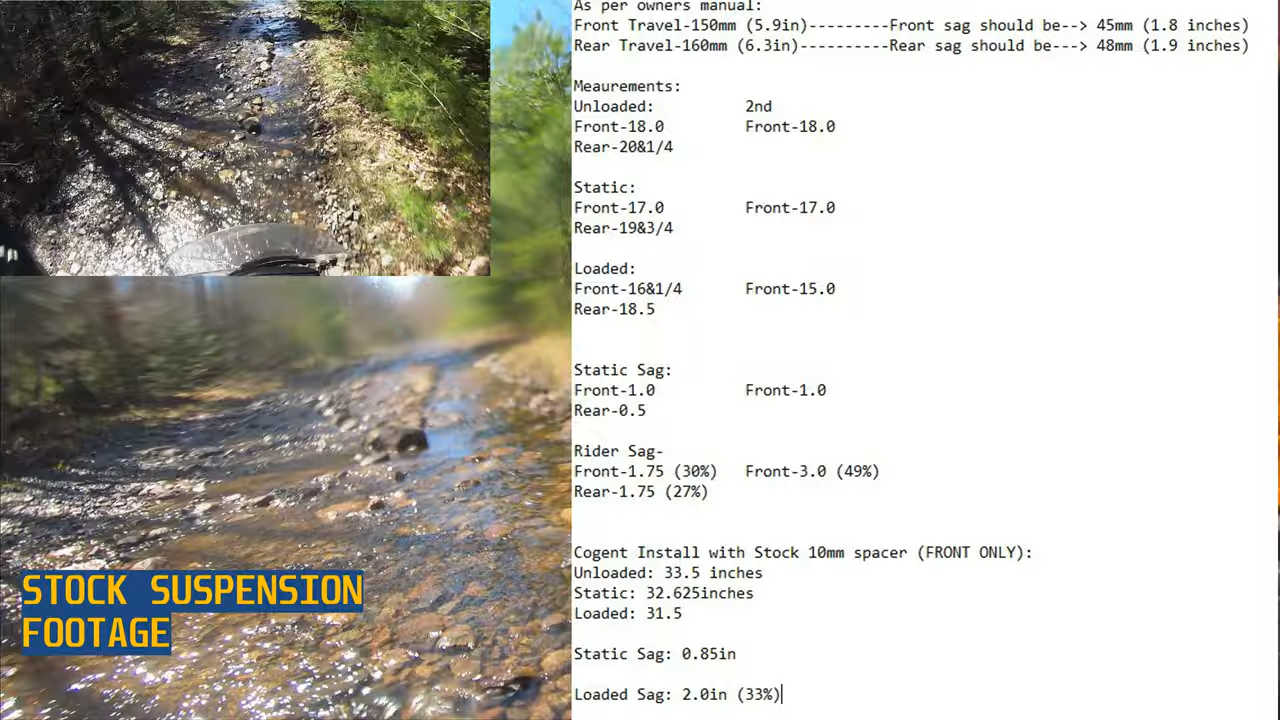 As per owners manual:
Front Travel-150mm (5.9in)---------Front sag should be--> 45mm (1.8 inches)
Rear Travel-160mm (6.3in)----------Rear sag should be---> 48mm (1.9 inches)
Meaurements:
Unloaded: 2nd
Front-18.0 Front-18.0
Rear-20&1/4
Static:
Front-17.0 Front-17.0
Rear-19&3/4
Loaded:
Front-16&1/4 Front-15.0
Rear-18.5
Static Sag:
Front-1.0 Front-1.0
Rear-0.5
Rider Sag-
Front-1.75 (30%) Front-3.0 (49%)
Rear-1.75 (27%)
Cogent Install with Stock 10mm spacer (FRONT ONLY):
Unloaded: 33.5 inches
Static: 32.625inches
Loaded: 31.5
Static Sag: 0.85in
Loaded Sag: 2.0in (33%)
STOCK SUSPENSION
FOOTAGE